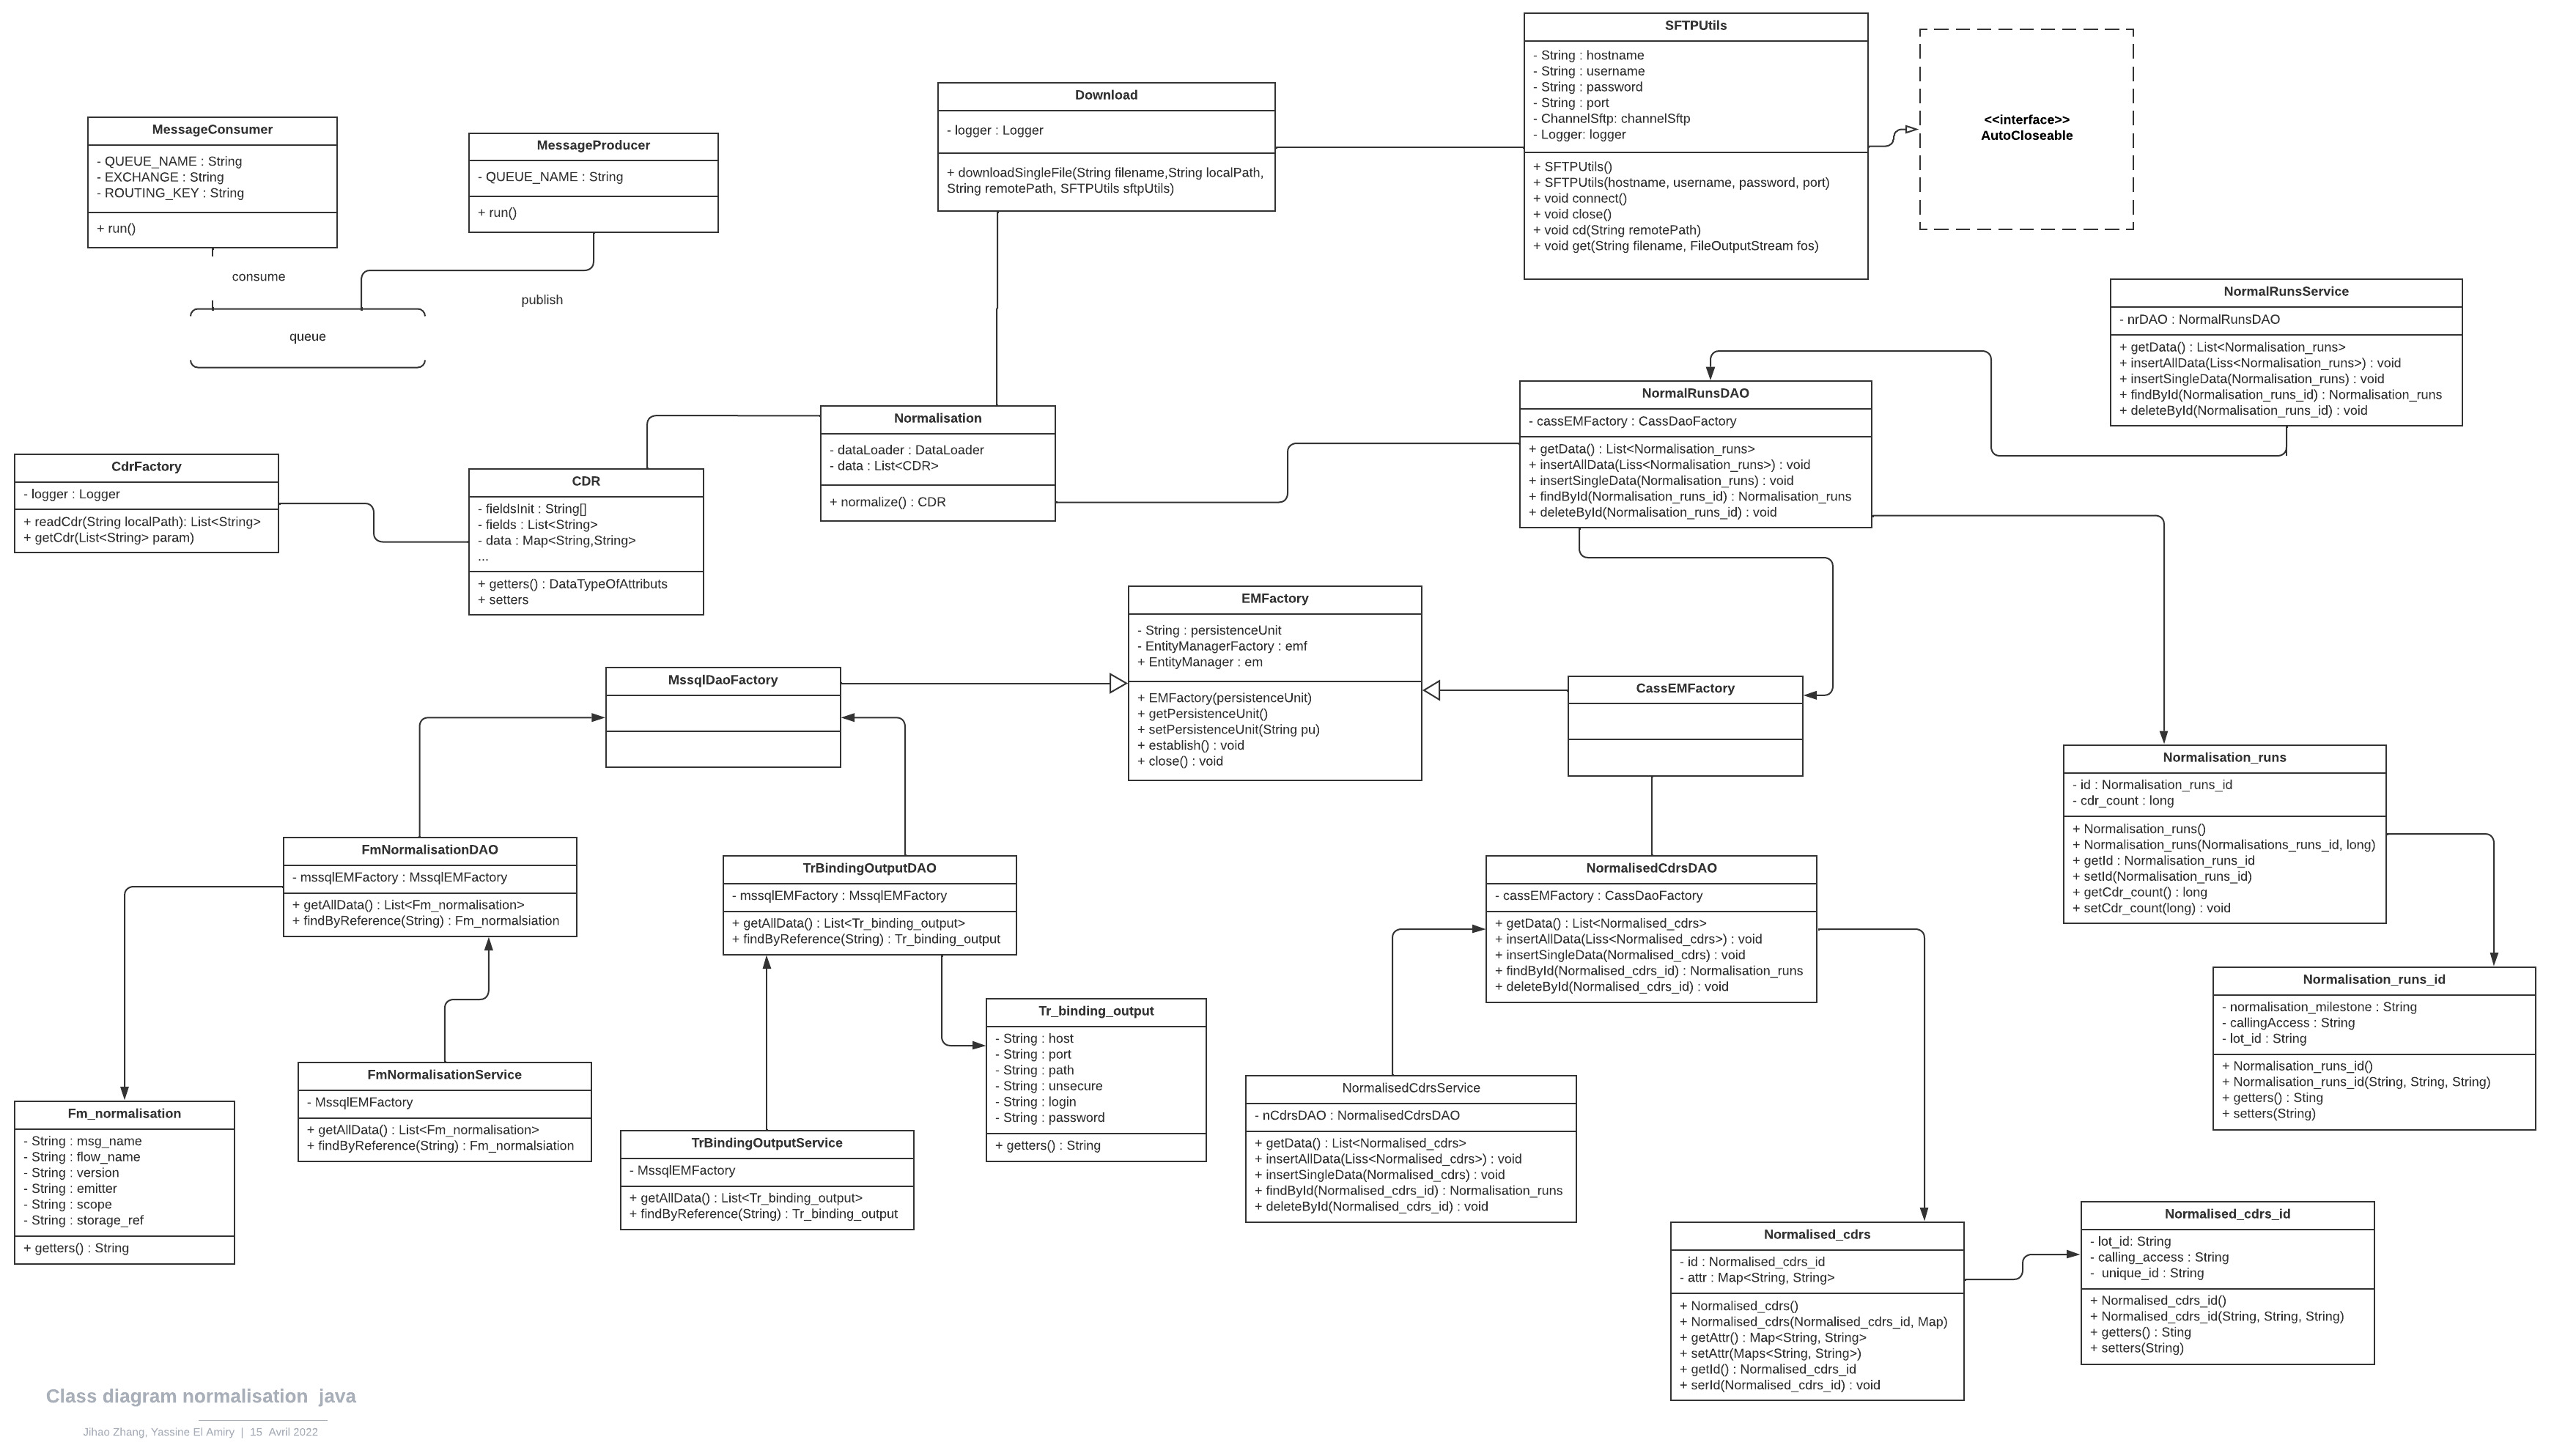 SFTPUtils
- String : hostname
- String : username
- String : password
- String : port
- ChannelSftp: channelSftp
- Logger: logger
+ SFTPUtils()
+ SFTPUtils(hostname, username, password, port)
+ void connect()
+ void close()
+ void cd(String remotePath)
+ void get(String filename, FileOutputStream fos)
<<interface>>
AutoCloseable
Download
- logger : Logger
+ downloadSingleFile(String filename,String localPath,
String remotePath, SFTPUtils sftpUtils)
MessageConsumer
- QUEUE_NAME : String
- EXCHANGE : String
- ROUTING_KEY : String
+ run()
MessageProducer
- QUEUE_NAME : String
+ run()
consume
publish
queue
NormalRunsService
- nrDAO : NormalRunsDAO
+ getData() : List<Normalisation_runs>
+ insertAllData(Liss<Normalisation_runs>) : void
+ insertSingleData(Normalisation_runs) : void
+ findById(Normalisation_runs_id) : Normalisation_runs
+ deleteById(Normalisation_runs_id) : void
NormalRunsDAO
- cassEMFactory : CassDaoFactory
+ getData() : List<Normalisation_runs>
+ insertAllData(Liss<Normalisation_runs>) : void
+ insertSingleData(Normalisation_runs) : void
+ findById(Normalisation_runs_id) : Normalisation_runs
+ deleteById(Normalisation_runs_id) : void
Normalisation
- dataLoader : DataLoader
- data : List<CDR>
+ normalize() : CDR
CdrFactory
- logger : Logger
+ readCdr(String localPath): List<String>
+ getCdr(List<String> param)
CDR
- fieldsInit : String[]
- fields : List<String>
- data : Map<String,String>
...
+ getters() : DataTypeOfAttributs
+ setters
EMFactory
- String : persistenceUnit
- EntityManagerFactory : emf
+ EntityManager : em
+ EMFactory(persistenceUnit)
+ getPersistenceUnit()
+ setPersistenceUnit(String pu)
+ establish() : void
+ close() : void
MssqlDaoFactory
CassEMFactory
Normalisation_runs
- id : Normalisation_runs_id
- cdr_count : long
+ Normalisation_runs()
+ Normalisation_runs(Normalisations_runs_id, long)
+ getId : Normalisation_runs_id
+ setId(Normalisation_runs_id)
+ getCdr_count() : long
+ setCdr_count(long) : void
FmNormalisationDAO
- mssqlEMFactory : MssqlEMFactory
+ getAllData() : List<Fm_normalisation>
+ findByReference(String) : Fm_normalsiation
TrBindingOutputDAO
- mssqlEMFactory : MssqlEMFactory
+ getAllData() : List<Tr_binding_output>
+ findByReference(String) : Tr_binding_output
NormalisedCdrsDAO
- cassEMFactory : CassDaoFactory
+ getData() : List<Normalised_cdrs>
+ insertAllData(Liss<Normalised_cdrs>) : void
+ insertSingleData(Normalised_cdrs) : void
+ findById(Normalised_cdrs_id) : Normalisation_runs
+ deleteById(Normalised_cdrs_id) : void
Normalisation_runs_id
- normalisation_milestone : String
- callingAccess : String
- lot_id : String
+ Normalisation_runs_id()
+ Normalisation_runs_id(String, String, String)
+ getters() : Sting
+ setters(String)
Tr_binding_output
- String : host
- String : port
- String : path
- String : unsecure
- String : login
- String : password
+ getters() : String
FmNormalisationService
- MssqlEMFactory
+ getAllData() : List<Fm_normalisation>
+ findByReference(String) : Fm_normalsiation
NormalisedCdrsService
- nCdrsDAO : NormalisedCdrsDAO
+ getData() : List<Normalised_cdrs>
+ insertAllData(Liss<Normalised_cdrs>) : void
+ insertSingleData(Normalised_cdrs) : void
+ findById(Normalised_cdrs_id) : Normalisation_runs
+ deleteById(Normalised_cdrs_id) : void
Fm_normalisation
- String : msg_name
- String : flow_name
- String : version
- String : emitter
- String : scope
- String : storage_ref
+ getters() : String
TrBindingOutputService
- MssqlEMFactory
+ getAllData() : List<Tr_binding_output>
+ findByReference(String) : Tr_binding_output
Normalised_cdrs
- id : Normalised_cdrs_id
- attr : Map<String, String>
+ Normalised_cdrs()
+ Normalised_cdrs(Normalised_cdrs_id, Map)
+ getAttr() : Map<String, String>
+ setAttr(Maps<String, String>)
+ getId() : Normalised_cdrs_id
+ serId(Normalised_cdrs_id) : void
Normalised_cdrs_id
- lot_id: String
- calling_access : String
- unique_id : String
+ Normalised_cdrs_id()
+ Normalised_cdrs_id(String, String, String)
+ getters() : Sting
+ setters(String)
Class diagram normalisation java
Jihao Zhang, Yassine El Amiry | 15 Avril 2022